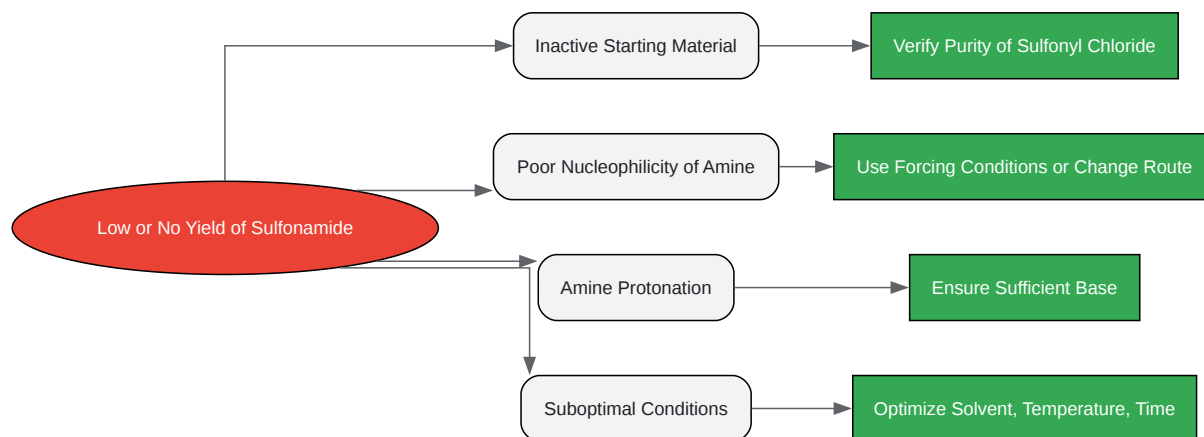 Inactive Starting Material
Verify Purity of Sulfonyl Chloride
Poor Nucleophilicity of Amine
Use Forcing Conditions or Change Route
Low or No Yield of Sulfonamide
Amine Protonation
Ensure Sufficient Base
Suboptimal Conditions
Optimize Solvent, Temperature, Time